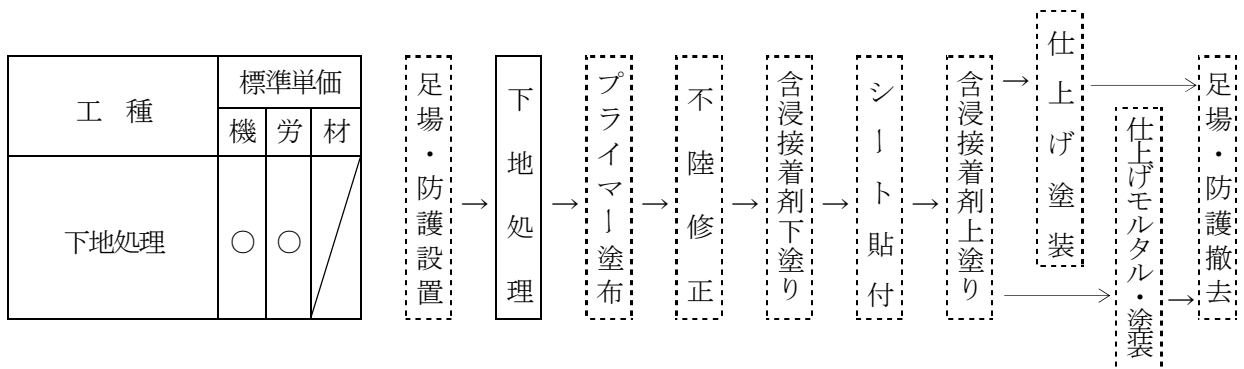 工種
標準単価
機 労 材
下地処理 ○ ○
足場・防護設置
→
下地処理
→
プライマー塗布
→
不陸修正
→
含浸接着剤下塗り
→
シート貼付
→
含浸接着剤上塗り
→
仕上げ塗装
→
仕上げモルタル・塗装
→
足場・防護撤去